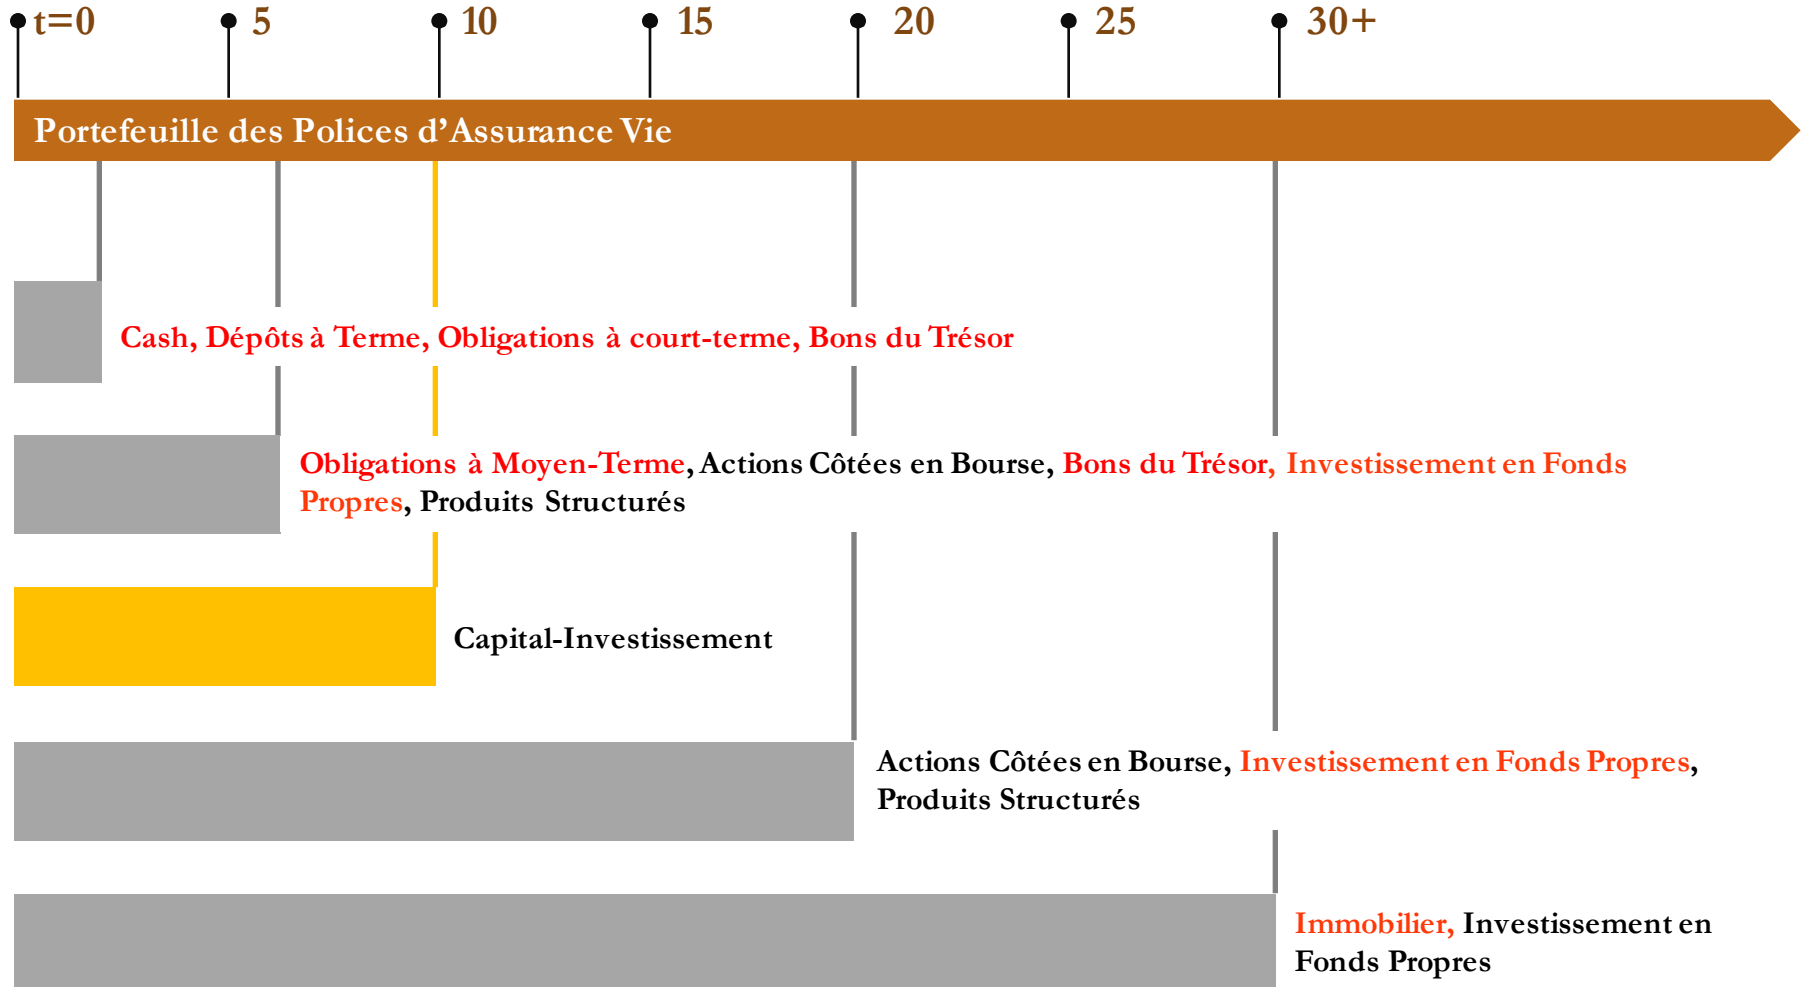 t=0 5 10 15 20 25 30+
Portefeuille des Polices d’Assurance Vie
Cash, Dépôts à Terme, Obligations à court-terme, Bons du Trésor
Obligations à Moyen-Terme, Actions Côtées en Bourse, Bons du Trésor, Investissement en Fonds
Propres, Produits Structurés
Capital-Investissement
Actions Côtées en Bourse, Investissement en Fonds Propres,
Produits Structurés
Immobilier, Investissement en
Fonds Propres